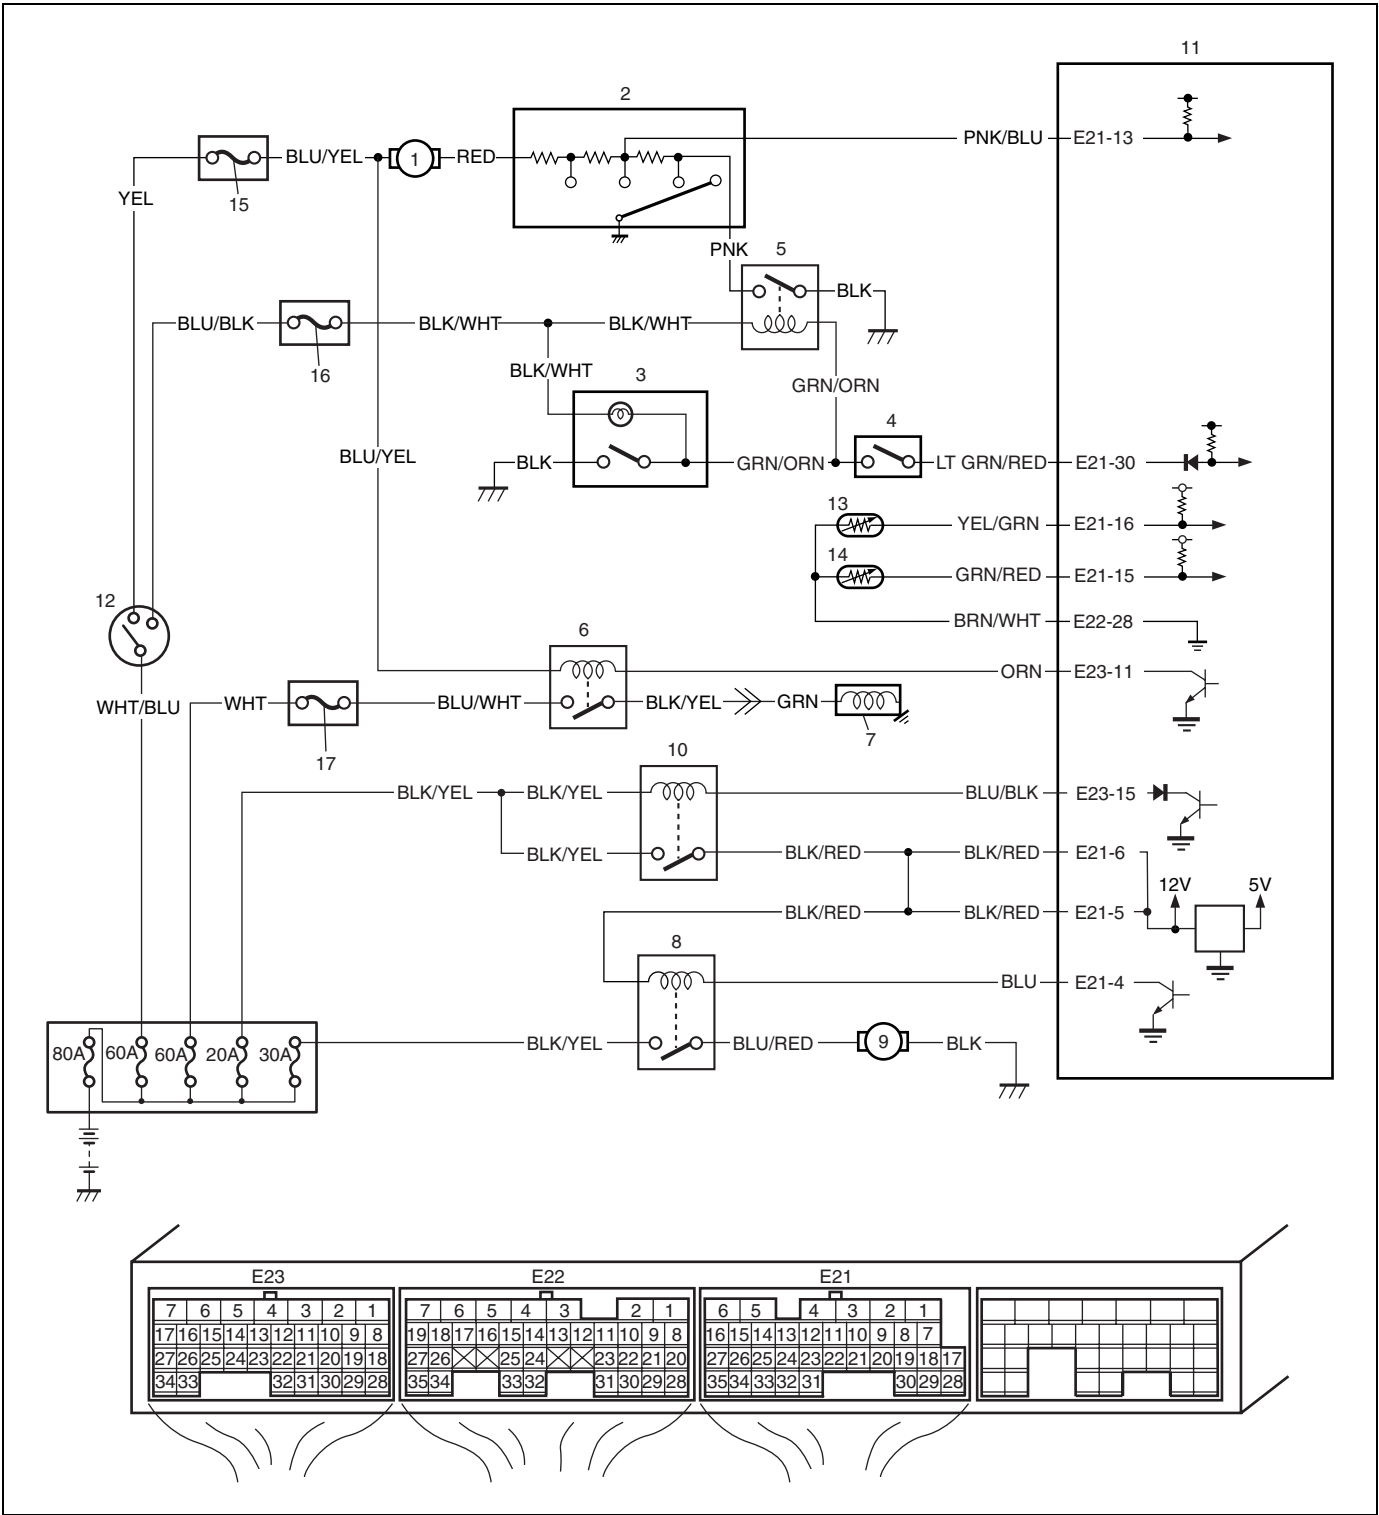 11
2
PNK/BLU E21-13
BLU/YEL 1 RED
YEL
15
PNK 5
BLK
BLU/BLK BLK/WHT BLK/WHT
16
BLK/WHT 3
GRN/ORN
4
BLU/YEL
BLK GRN/ORN LT GRN/RED E21-30
13
YEL/GRN E21-16
14
GRN/RED E21-15
12
BRN/WHT E22-28
6
ORN E23-11
WHT/BLU WHT BLU/WHT BLK/YEL GRN
7
17
10
BLK/YEL BLK/YEL BLU/BLK E23-15
BLK/YEL BLK/RED BLK/RED E21-6
12V 5V
BLK/RED BLK/RED E21-5
8
BLU E21-4
80A 60A 60A 20A 30A BLK/YEL BLU/RED 9 BLK
E23 E22 E21
7 6 5 4 3 2 1 7 6 5 4 3 2 1 6 5 4 3 2 1
17 16 15 14 13 12 11 10 9 8 19 18 17 16 15 14 13 12 11 10 9 8 16 15 14 13 12 11 10 9 8 7
27 26 25 24 23 22 21 20 19 18 27 26 25 24 23 22 21 20 27 26 25 24 23 22 21 20 19 18 17
34 33 32 31 30 29 28 35 34 33 32 31 30 29 28 35 34 33 32 31 30 29 28